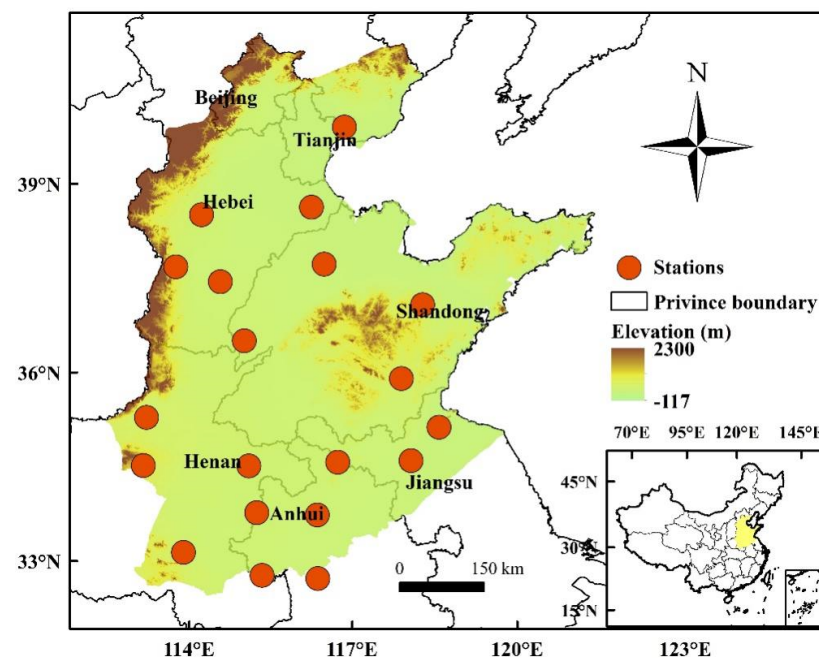 N
Beijing
Tianjin
39°N
Hebei
Stations
Shandong
Privince boundary
Elevation (m)
2300
-117
36°N
70°E 95°E 120°E 145°E
Henan
Jiangsu
45°N
Anhui
33°N
0 150 km
30°N
15°N
114°E 117°E 120°E 123°E